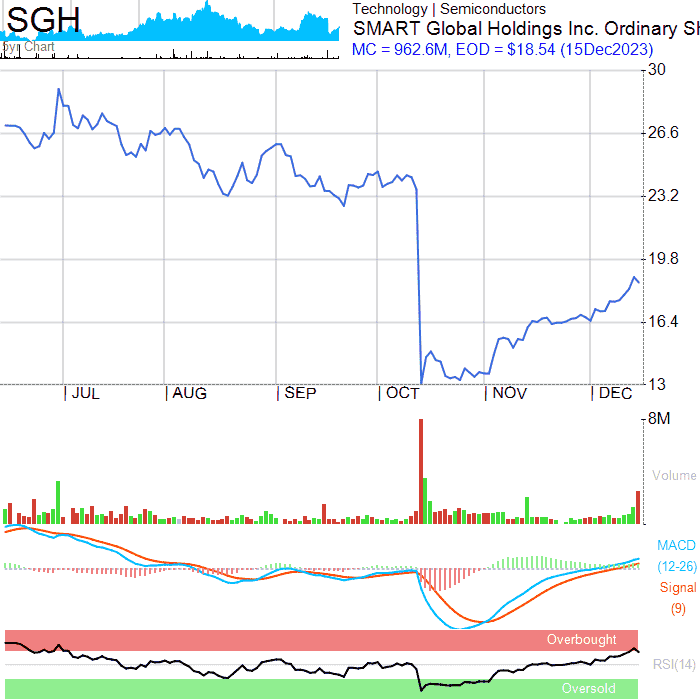 SGH
5yr Chart
Technology | Semiconductors
SMART Global Holdings Inc. Ordinary SH
MC = 962.6M, EOD = $18.54 (15Dec2023)
30
26.6
23.2
19.8
16.4
13
JUL
AUG
SEP
OCT
NOV
DEC
8M
Volume
MACD
(12-26)
Signal
(9)
Overbought
RSI(14)
Oversold